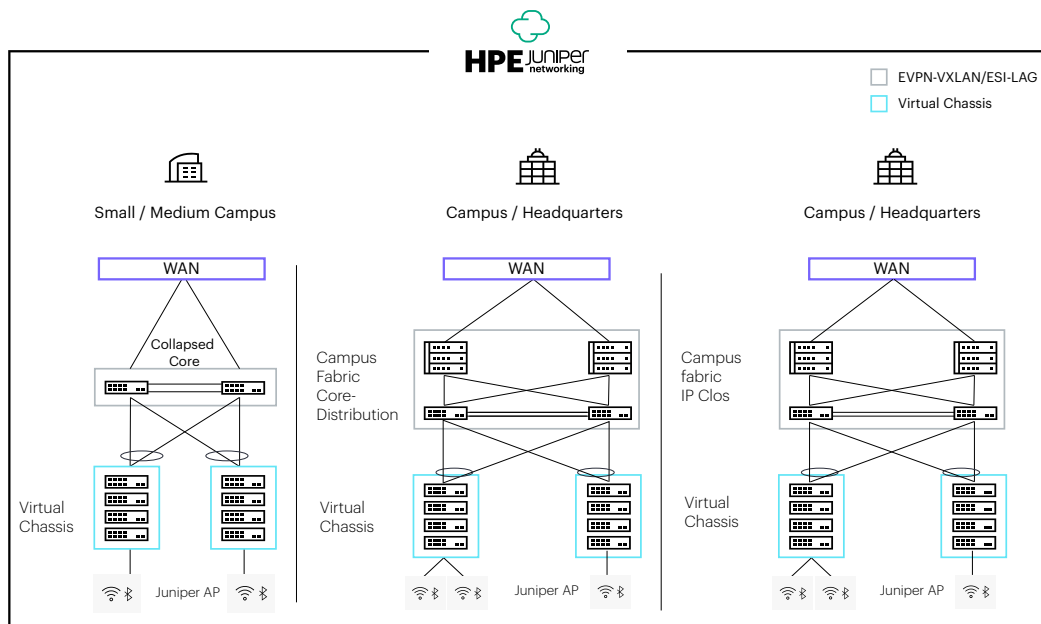 HPE JUNIPER
networking
EVPN-VXLAN/ESI-LAG
Virtual Chassis
Small / Medium Campus
WAN
Collapsed
Core
Virtual
Chassis
Juniper AP
Campus / Headquarters
WAN
Campus
Fabric
Core-
Distribution
Virtual
Chassis
Juniper AP
Campus / Headquarters
WAN
Campus
fabric
IP Clos
Virtual
Chassis
Juniper AP